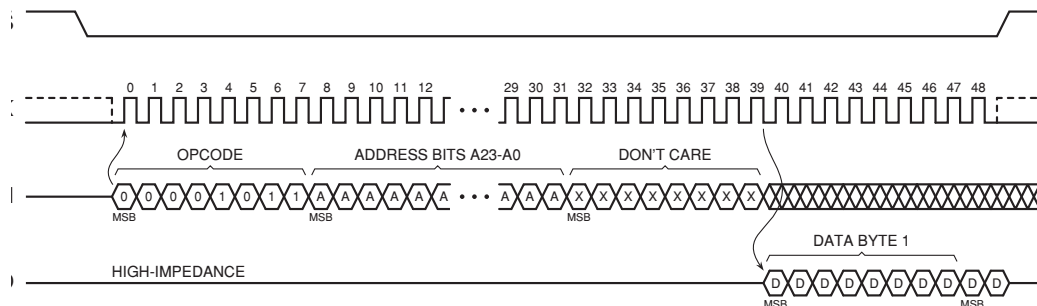 0 1 2 3 4 5 6 7 8 9 10 11 12 29 30 31 32 33 34 35 36 37 38 39 40 41 42 43 44 45 46 47 48
OPCODE ADDRESS BITS A23-A0 DON'T CARE
0 0 0 0 1 0 1 1 A A A A A A A A A X X X X X X X X
MSB MSB MSB
DATA BYTE 1
HIGH-IMPEDANCE
D D D D D D D D D D
MSB MSB